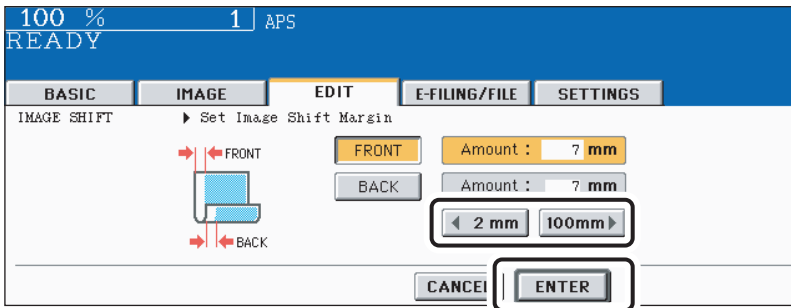 100 % 1 APS
READY
BASIC IMAGE EDIT E-FILING/FILE SETTINGS
IMAGE SHIFT ▶ Set Image Shift Margin
FRONT FRONT Amount : 7 mm
BACK Amount : 7 mm
◀ 2 mm 100mm▶
BACK
CANCEL ENTER